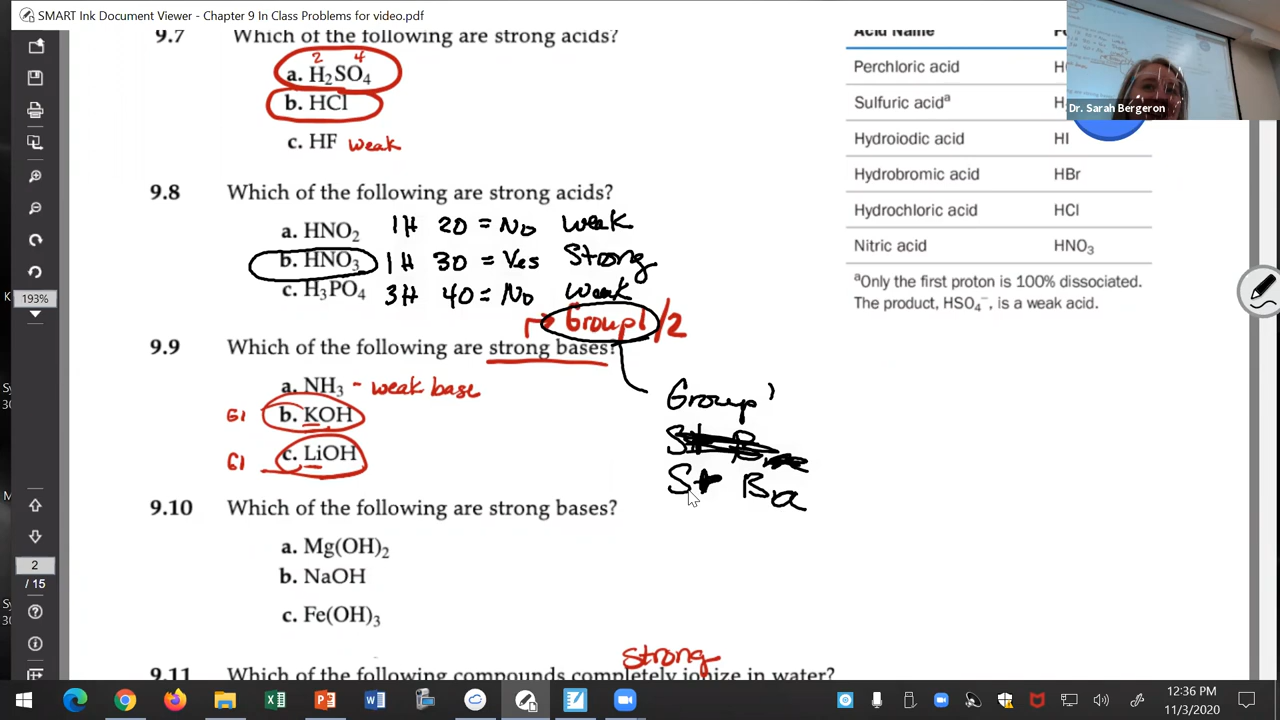 SMART Ink Document Viewer - Chapter 9 In Class Problems for video.pdf
9.7 Which of the following are strong acids?
2 4
a. H₂SO₄
b. HCl
c. HF weak
9.8 Which of the following are strong acids?
a. HNO₂ 1H 2O = No Weak
b. HNO₃ 1H 3O = Yes Strong
c. H₃PO₄ 3H 4O = No Weak
Group 1/2
9.9 Which of the following are strong bases?
a. NH₃ - weak base
G1 b. KOH
G1 c. LiOH
Group 1
Sr Ba
9.10 Which of the following are strong bases?
a. Mg(OH)₂
b. NaOH
c. Fe(OH)₃
strong
9.11 Which of the following compounds completely ionize in water?
Acid Name
Perchloric acid
Sulfuric acidᵃ
Hydroiodic acid HI
Hydrobromic acid HBr
Hydrochloric acid HCl
Nitric acid HNO₃
ᵃOnly the first proton is 100% dissociated.
The product, HSO₄⁻, is a weak acid.
Dr. Sarah Bergeron
193%
2
/ 15
12:36 PM
11/3/2020